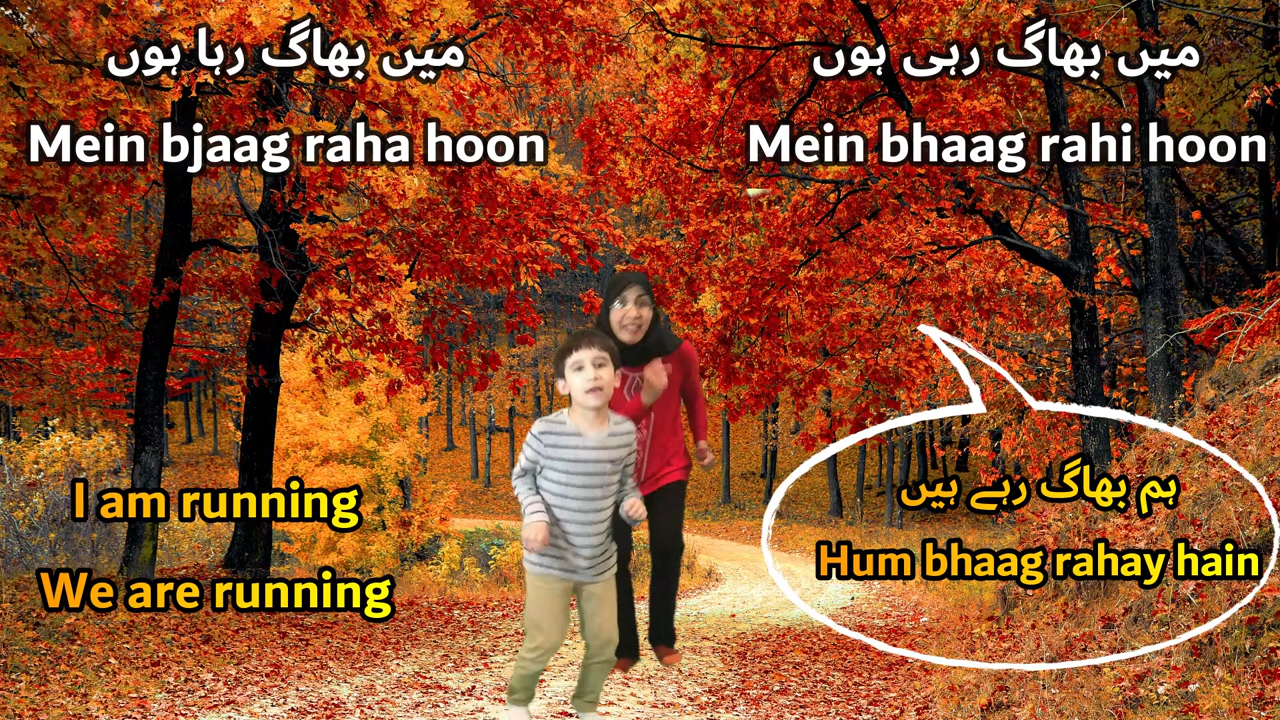 میں بھاگ رہا ہوں
Mein bjaag raha hoon
میں بھاگ رہی ہوں
Mein bhaag rahi hoon
I am running
We are running
ہم بھاگ رہے ہیں
Hum bhaag rahay hain